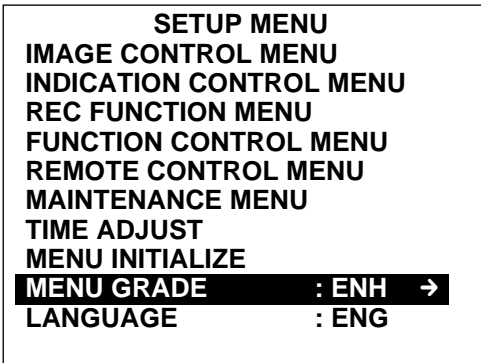 SETUP MENU
IMAGE CONTROL MENU
INDICATION CONTROL MENU
REC FUNCTION MENU
FUNCTION CONTROL MENU
REMOTE CONTROL MENU
MAINTENANCE MENU
TIME ADJUST
MENU INITIALIZE
MENU GRADE : ENH →
LANGUAGE : ENG